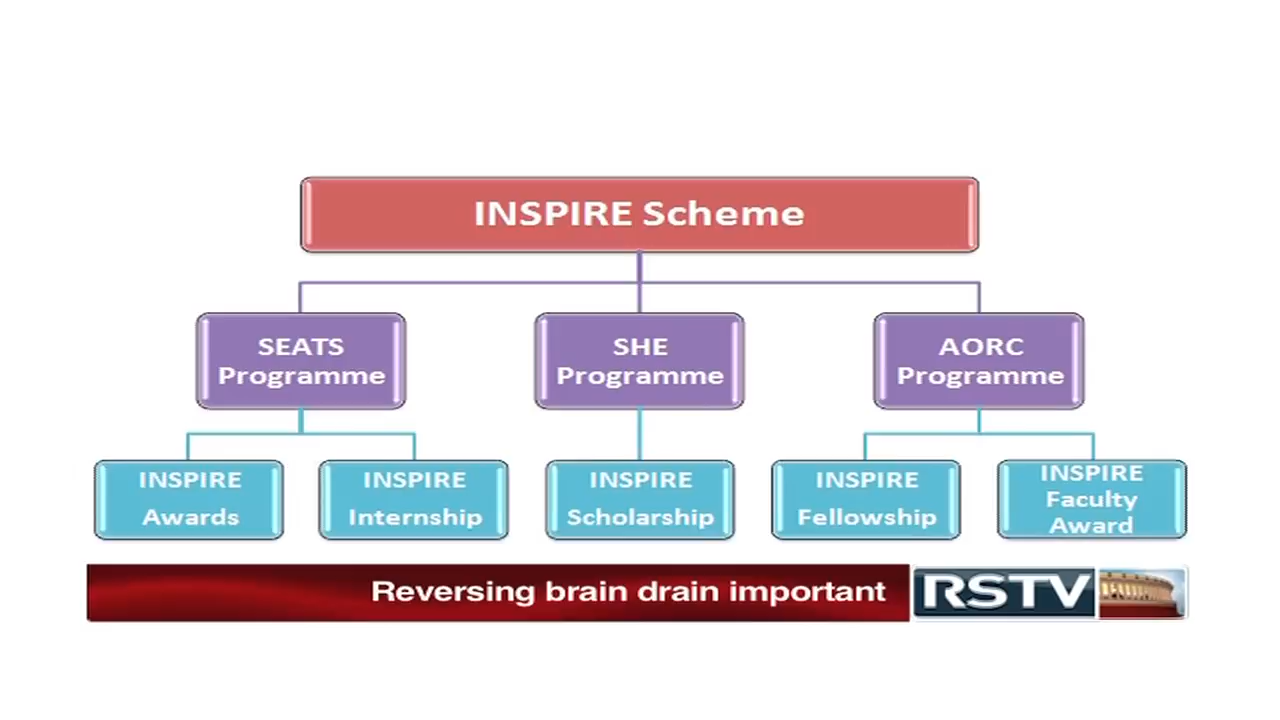 INSPIRE Scheme
SEATS
Programme
SHE
Programme
AORC
Programme
INSPIRE
Awards
INSPIRE
Internship
INSPIRE
Scholarship
INSPIRE
Fellowship
INSPIRE
Faculty
Award
Reversing brain drain important
RSTV